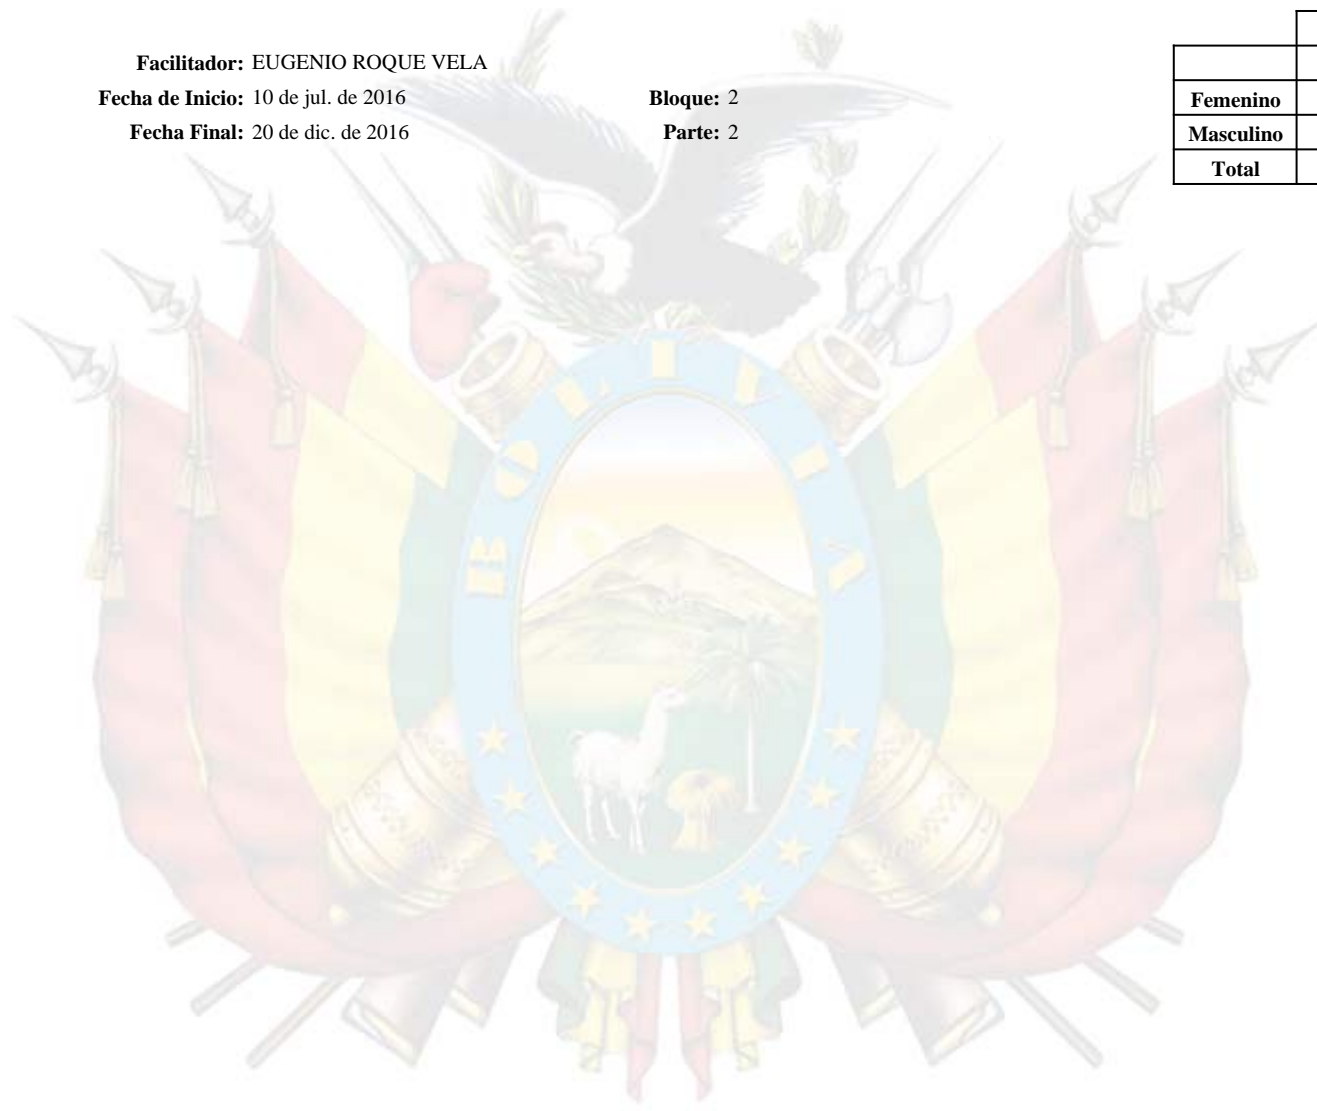 Facilitador: EUGENIO ROQUE VELA
Fecha de Inicio: 10 de jul. de 2016 Bloque: 2
Fecha Final: 20 de dic. de 2016 Parte: 2
Femenino
Masculino
Total
BOLIVIA